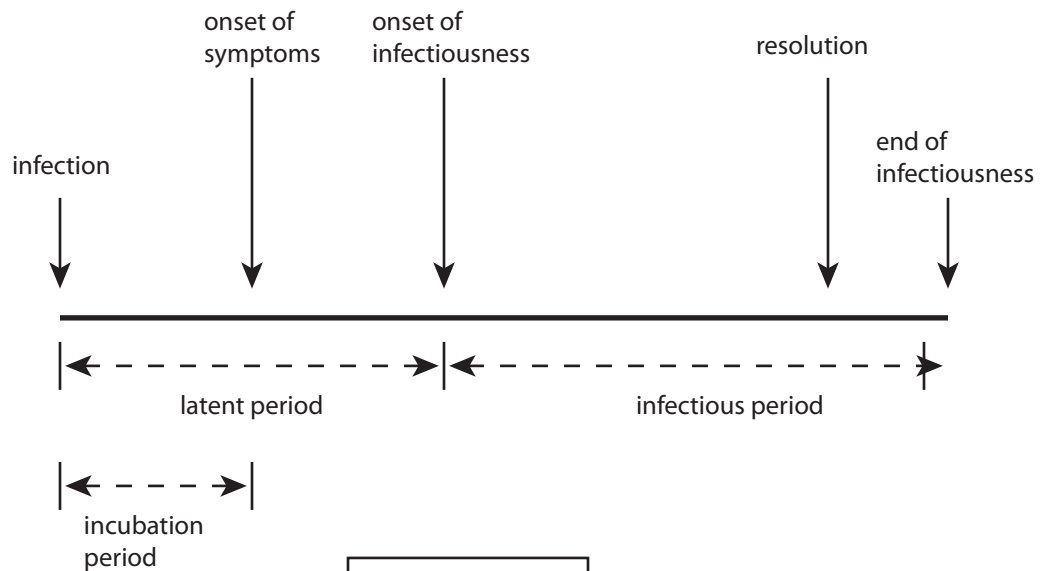 onset of
symptoms
onset of
infectiousness
resolution
infection
end of
infectiousness
latent period
infectious period
incubation
period